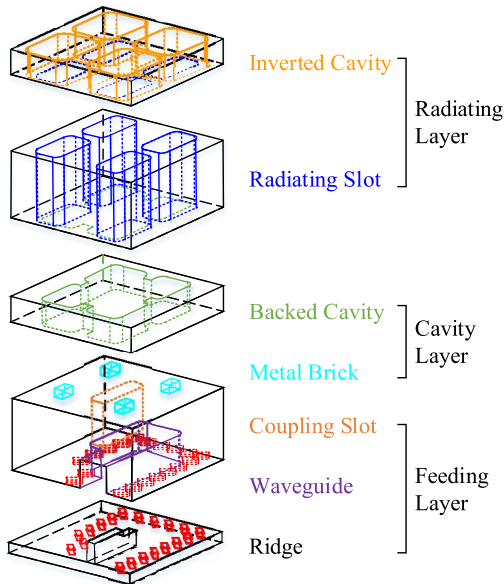 Inverted Cavity
Radiating
Layer
Radiating Slot
Backed Cavity
Cavity
Layer
Metal Brick
Coupling Slot
Waveguide
Feeding
Layer
Ridge